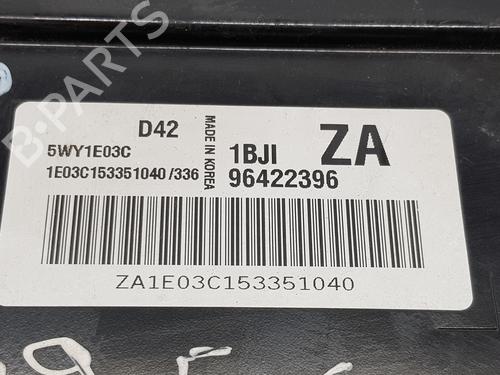 D42
5WY1E03C
1E03C153351040 /336
MADE IN KOREA
1BJI ZA
96422396
ZA1E03C153351040
B-PARTS